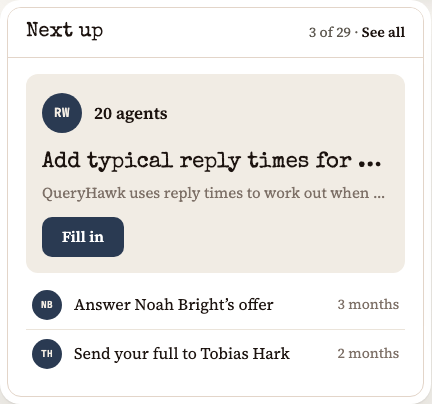 Next up
3 of 29 · See all
RW
20 agents
Add typical reply times for ...
QueryHawk uses reply times to work out when ...
Fill in
NB
Answer Noah Bright’s offer
3 months
TH
Send your full to Tobias Hark
2 months